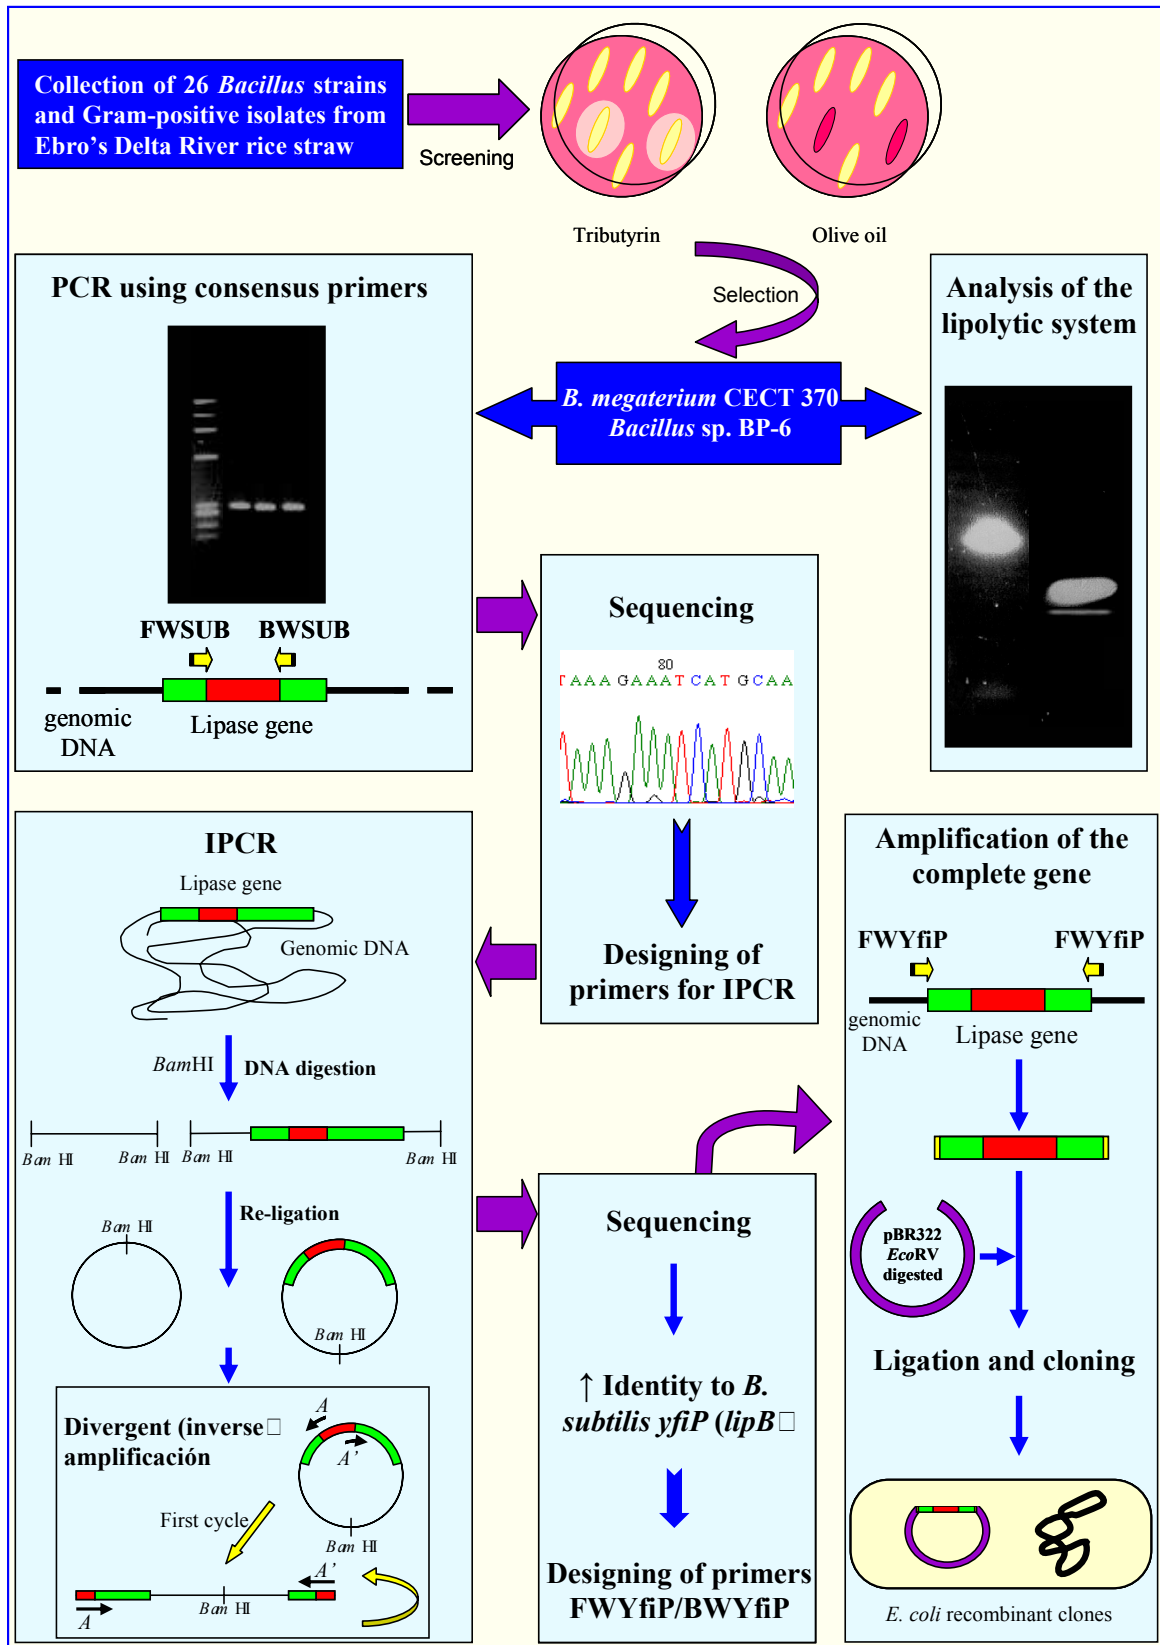 Collection of 26 Bacillus strains
and Gram-positive isolates from
Ebro's Delta River rice straw
Screening
Tributyrin
Olive oil
Selection
PCR using consensus primers
B. megaterium CECT 370
Bacillus sp. BP-6
Analysis of the
lipolytic system
FWSUB
BWSUB
genomic
DNA
Lipase gene
Sequencing
80
T A A A G A A A T C A T G C A A
Designing of
primers for IPCR
IPCR
Lipase gene
Genomic DNA
BamHI
DNA digestion
Bam HI
Bam HI
Bam HI
Bam HI
Re-ligation
Bam HI
Bam HI
Divergent (inverse□
amplificación
A
A'
Bam HI
First cycle
A'
A
Bam HI
Sequencing
↑ Identity to B.
subtilis yfiP (lipB□
Designing of primers
FWYfiP/BWYfiP
Amplification of the
complete gene
FWYfiP
FWYfiP
genomic
DNA
Lipase gene
pBR322
EcoRV
digested
Ligation and cloning
E. coli recombinant clones